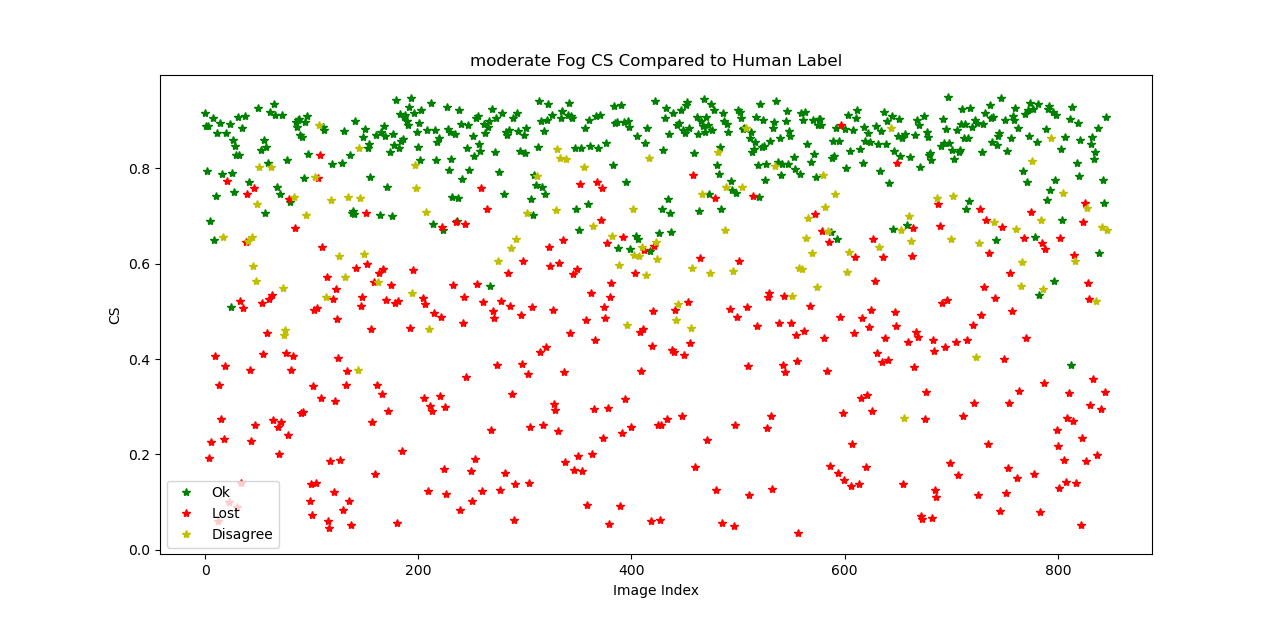 moderate Fog CS Compared to Human Label
CS
0.8
0.6
0.4
0.2
0.0
Ok
Lost
Disagree
0 200 400 600 800
Image Index